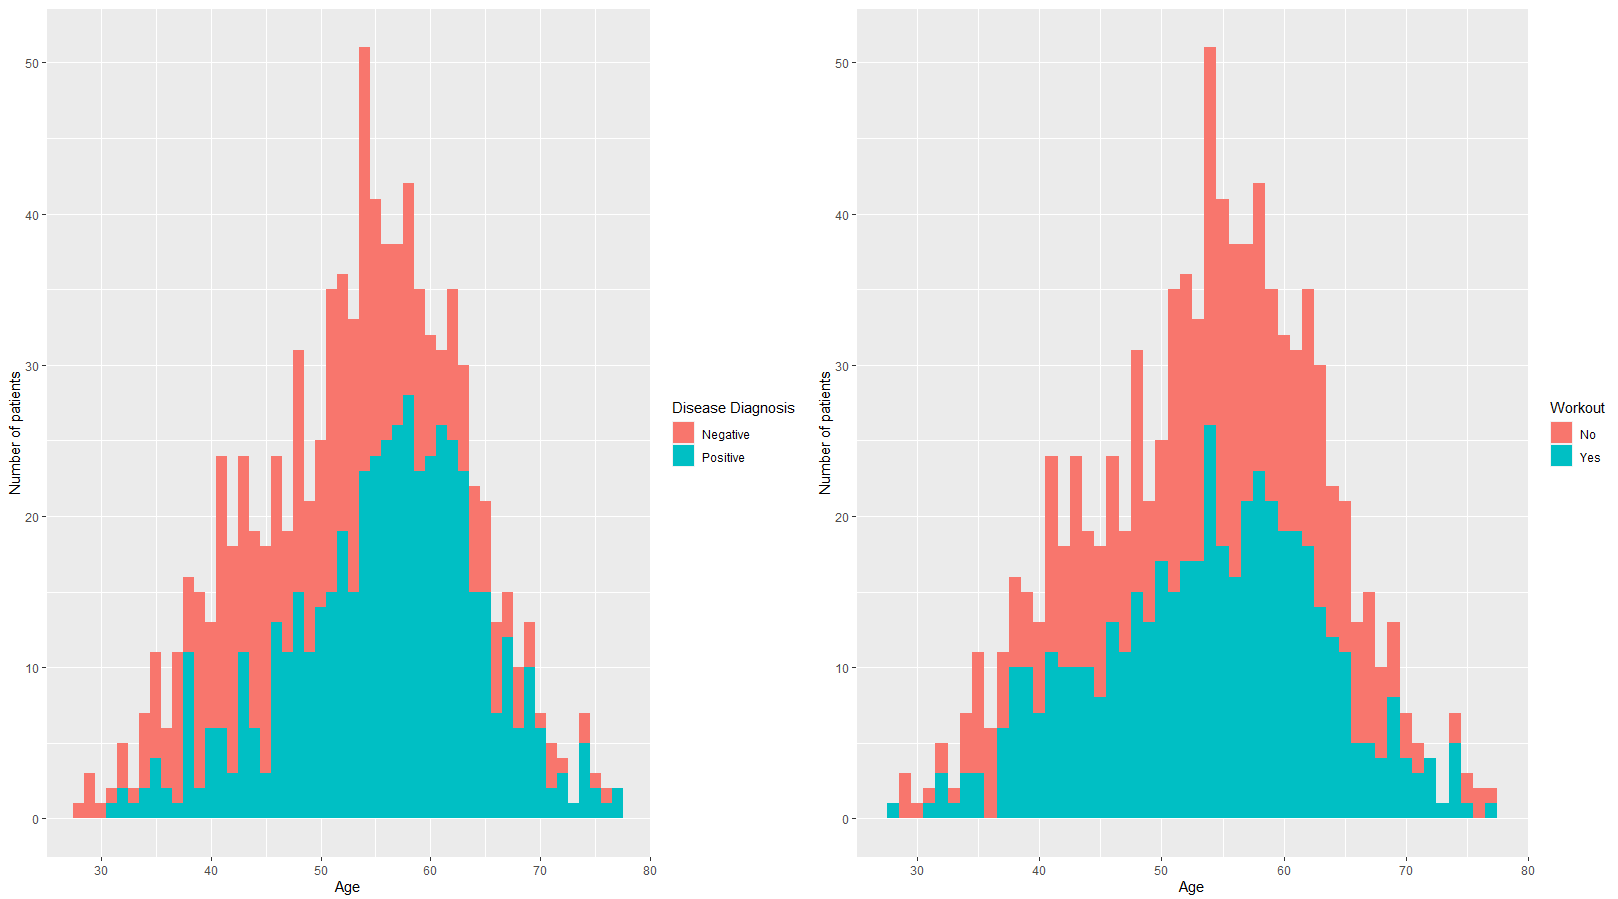 50
40
30
20
10
0
Number of patients
30 40 50 60 70 80
Age
Disease Diagnosis
Negative
Positive
50
40
30
20
10
0
Number of patients
30 40 50 60 70 80
Age
Workout
No
Yes